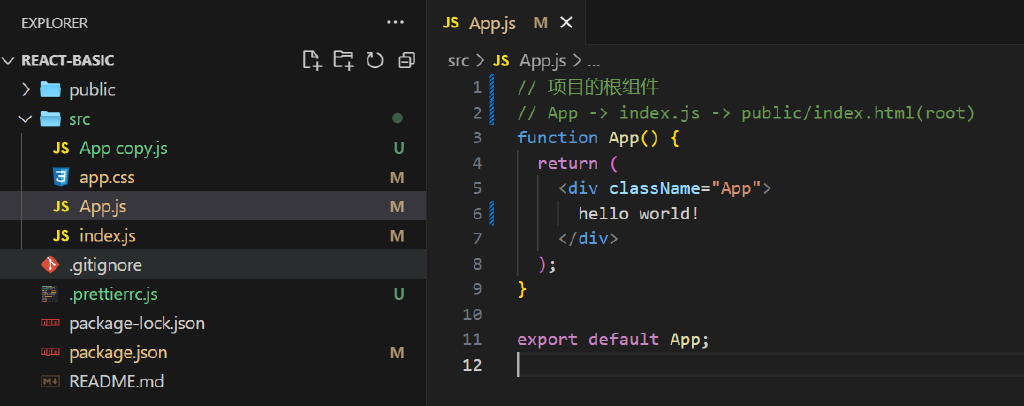 EXPLORER
REACT-BASIC
public
src
JS App copy.js U
app.css M
JS App.js M
JS index.js M
.gitignore
.prettierrc.js U
package-lock.json
package.json M
README.md
JS App.js M
src > JS App.js > ...
1 // 项目的根组件
2 // App -> index.js -> public/index.html(root)
3 function App() {
4 return (
5 <div className="App">
6 hello world!
7 </div>
8 );
9 }
10
11 export default App;
12